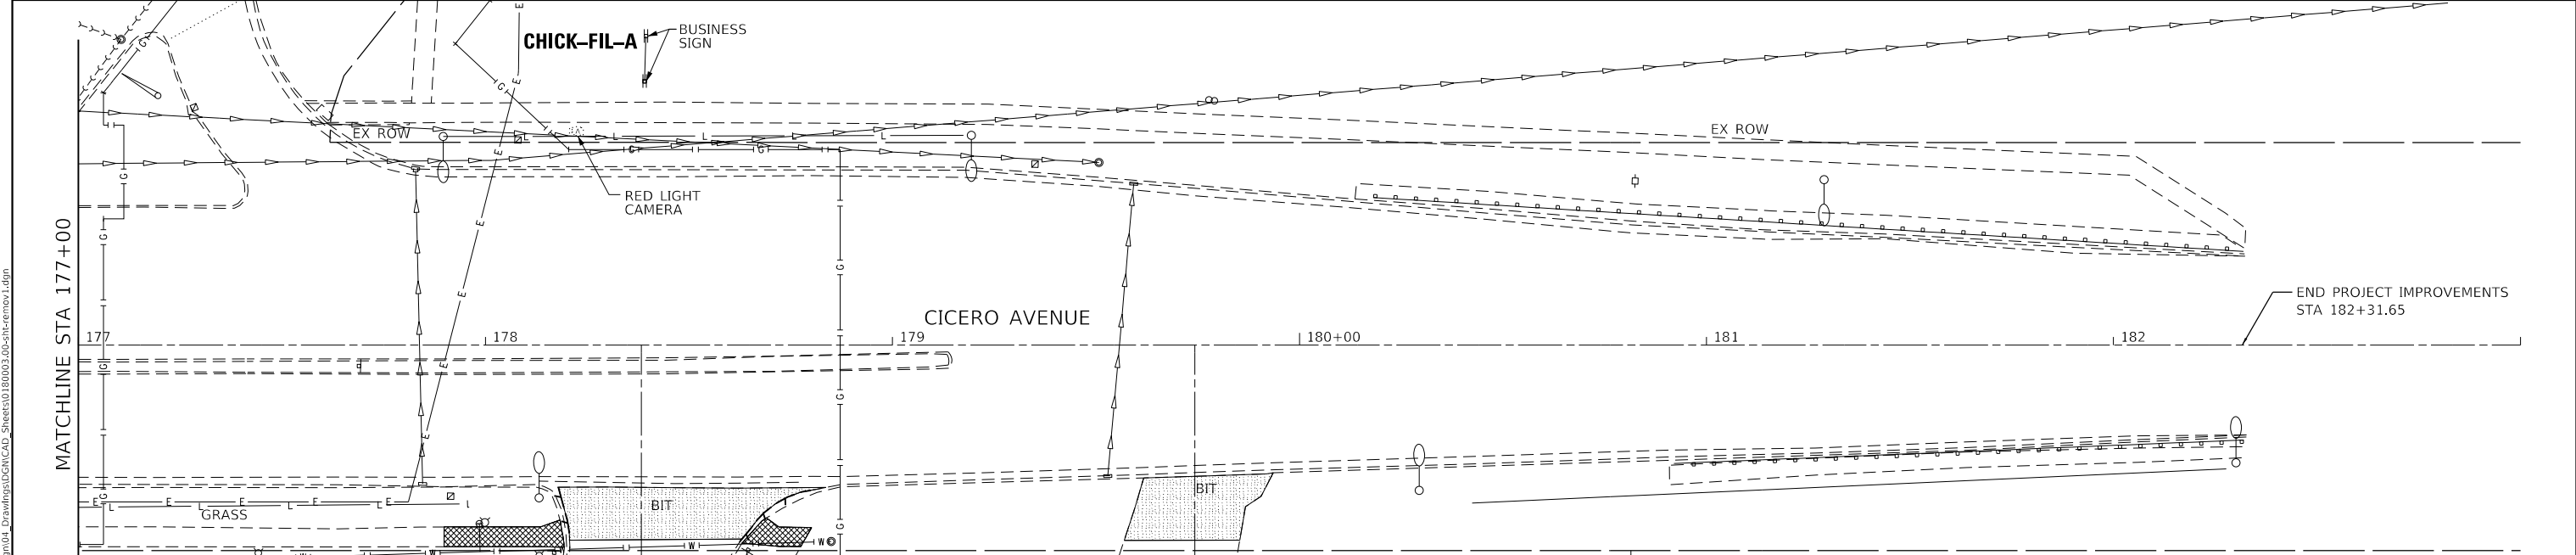 CHICK–FIL–A
BUSINESS
SIGN
EX ROW
EX ROW
RED LIGHT
CAMERA
MATCHLINE STA 177+00
END PROJECT IMPROVEMENTS
STA 182+31.65
CICERO AVENUE
177
178
179
180+00
181
182
GRASS
BIT
BIT